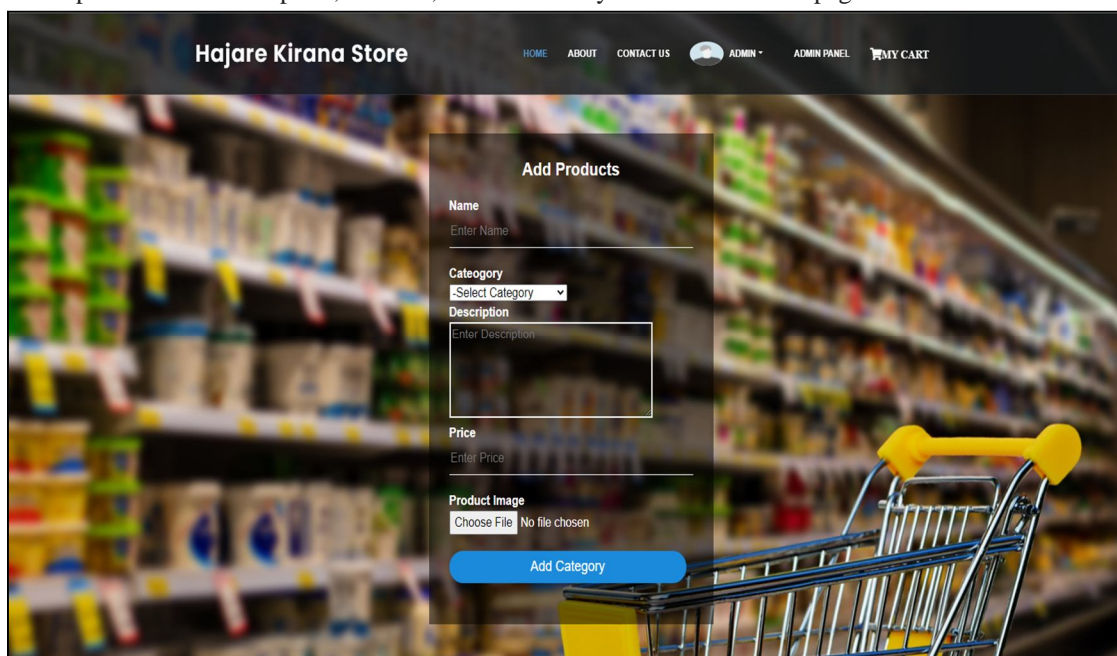 Hajare Kirana Store
HOME ABOUT CONTACT US ADMIN ADMIN PANEL MY CART
Add Products
Name
Enter Name
Cateogory
-Select Category
Description
Enter Description
Price
Enter Price
Product Image
Choose File No file chosen
Add Category